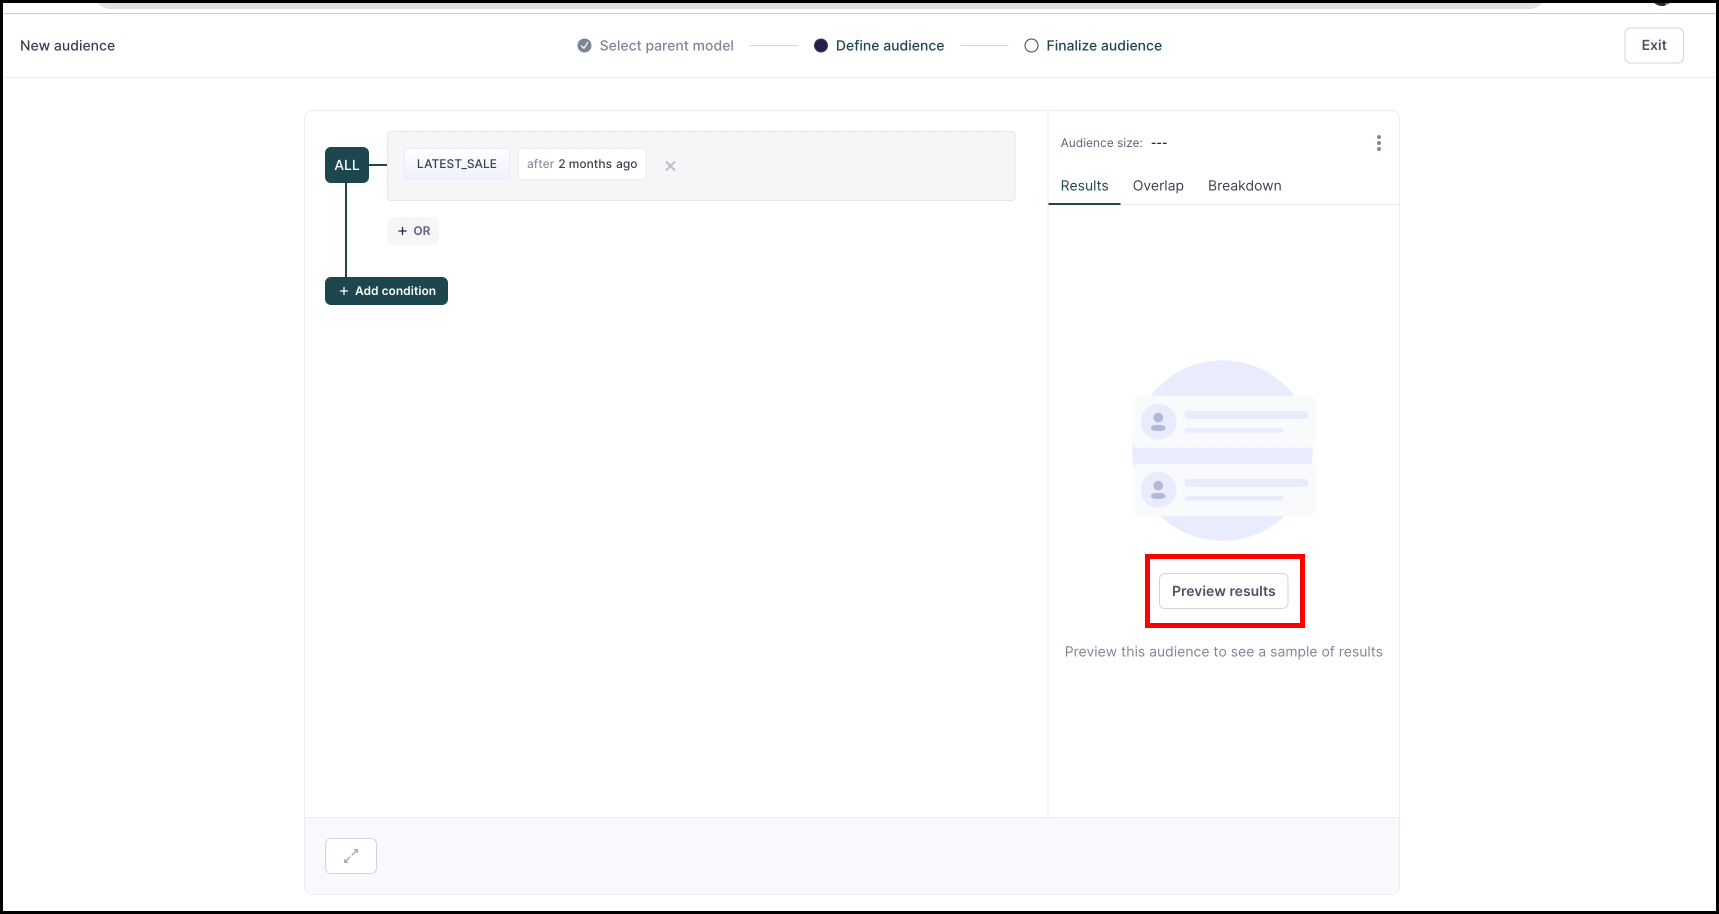 New audience
Select parent model
Define audience
Finalize audience
Exit
ALL
LATEST_SALE after 2 months ago
+ OR
+ Add condition
Audience size: ---
Results Overlap Breakdown
Preview results
Preview this audience to see a sample of results